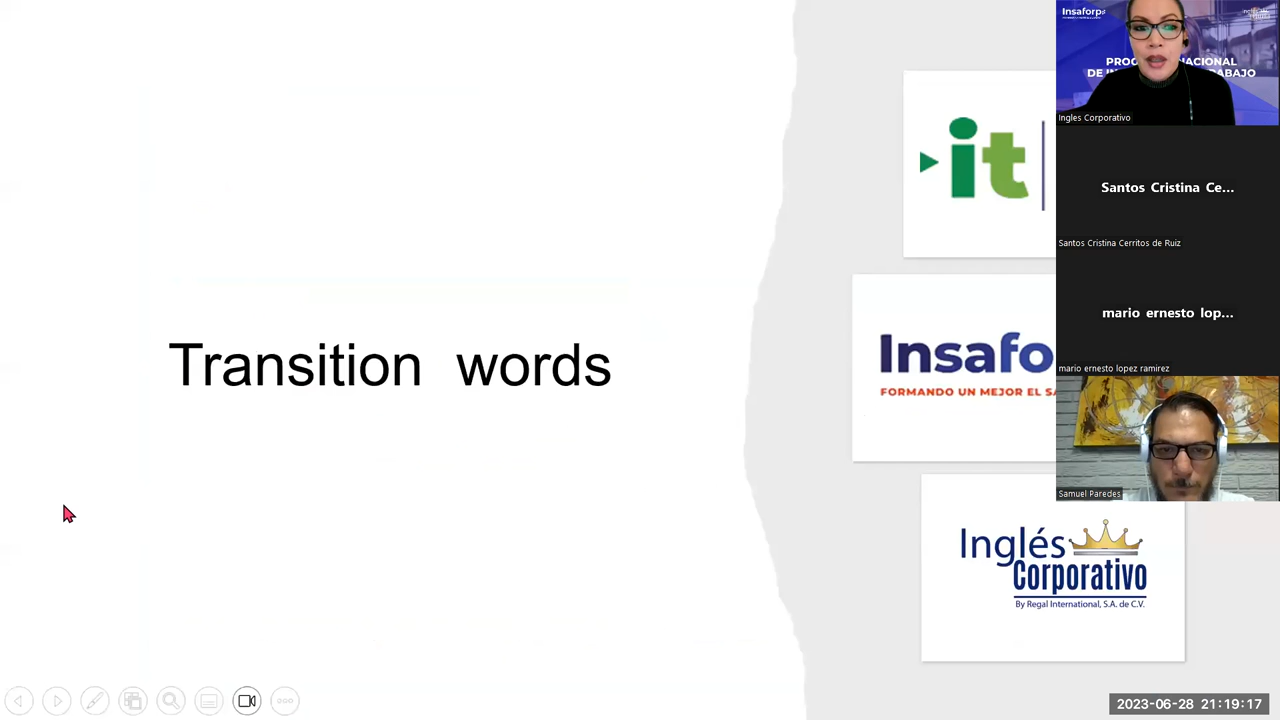 Transition words
it
Insafo
FORMANDO UN MEJOR EL SA
Inglés
Corporativo
By Regal International, S.A. de C.V.
Insaforp
Ingles Corporativo
Santos Cristina Ce...
Santos Cristina Cerritos de Ruiz
mario ernesto lop...
mario ernesto lopez ramirez
Samuel Paredes
2023-06-28 21:19:17